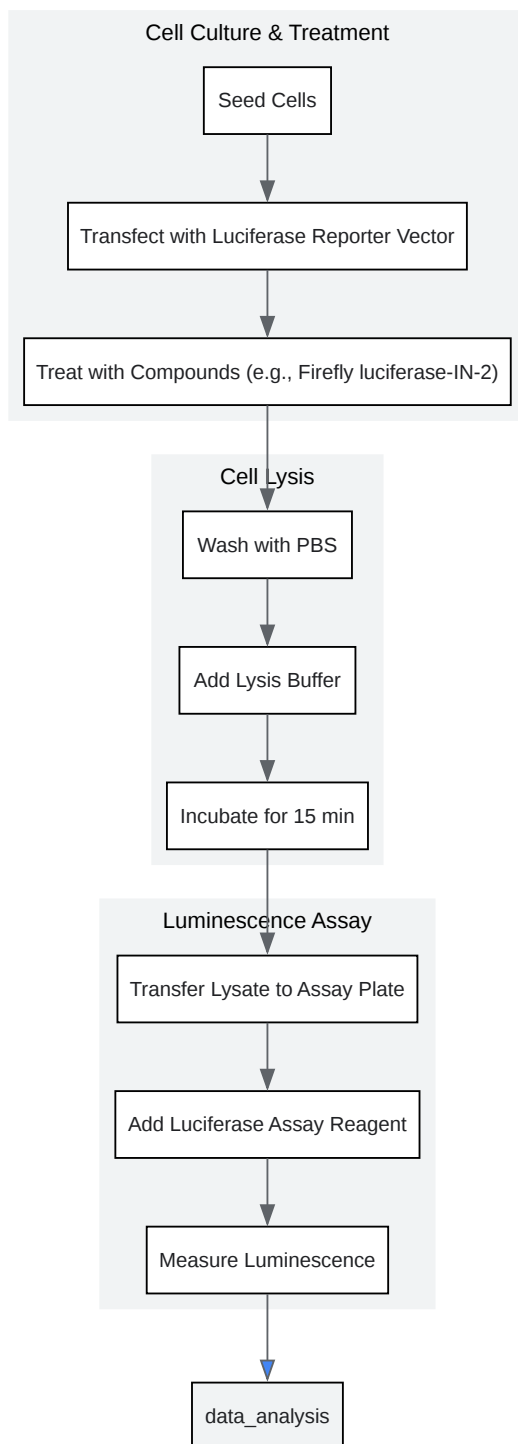 Cell Culture & Treatment
Seed Cells
Transfect with Luciferase Reporter Vector
Treat with Compounds (e.g., Firefly luciferase-IN-2)
Cell Lysis
Wash with PBS
Add Lysis Buffer
Incubate for 15 min
Luminescence Assay
Transfer Lysate to Assay Plate
Add Luciferase Assay Reagent
Measure Luminescence
data_analysis